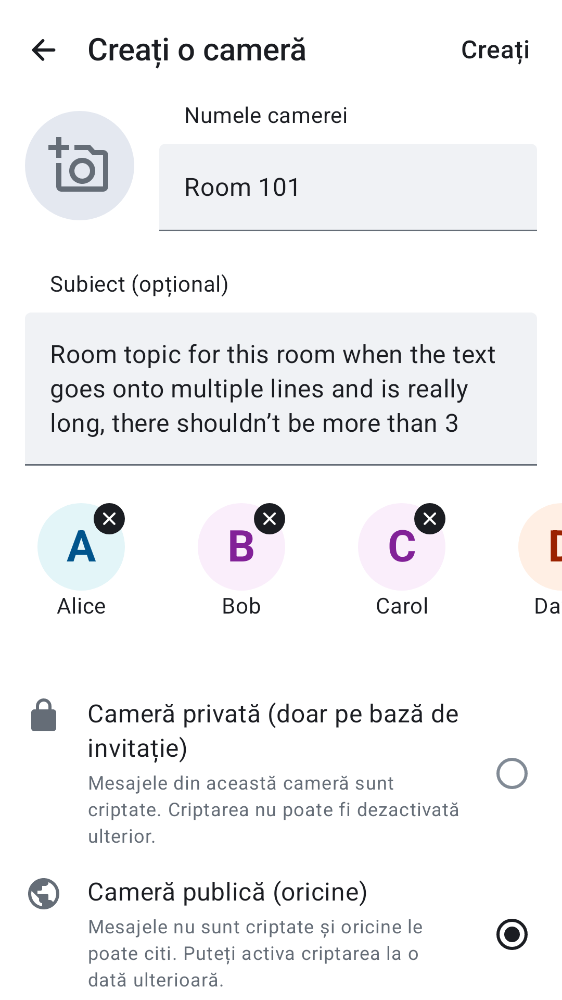 Creați o cameră
Creați
Numele camerei
Room 101
Subiect (opțional)
Room topic for this room when the text
goes onto multiple lines and is really
long, there shouldn’t be more than 3
A
B
C
Alice
Bob
Carol
Da
Cameră privată (doar pe bază de
invitație)
Mesajele din această cameră sunt
criptate. Criptarea nu poate fi dezactivată
ulterior.
Cameră publică (oricine)
Mesajele nu sunt criptate și oricine le
poate citi. Puteți activa criptarea la o
dată ulterioară.